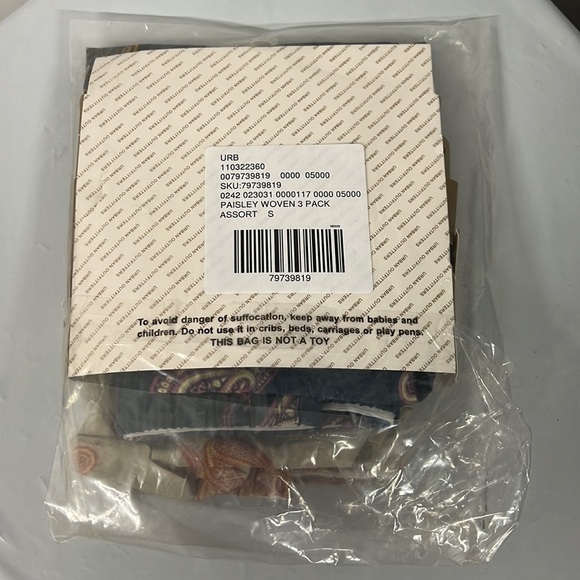 URBAN OUTFITTERS
URB
110322360
0079739819 0000 05000
SKU:79739819
0242 023031 0000117 0000 05000
PAISLEY WOVEN 3 PACK
ASSORT S
79739819
To avoid danger of suffocation, keep away from babies and
children. Do not use it in cribs, beds, carriages or play pens.
THIS BAG IS NOT A TOY